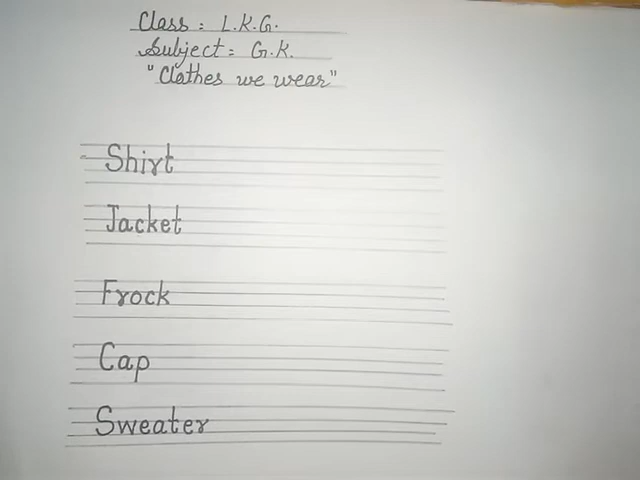 Class : L.K.G.
Subject = G.K.
"Clothes we wear"
Shirt
Jacket
Frock
Cap
Sweater